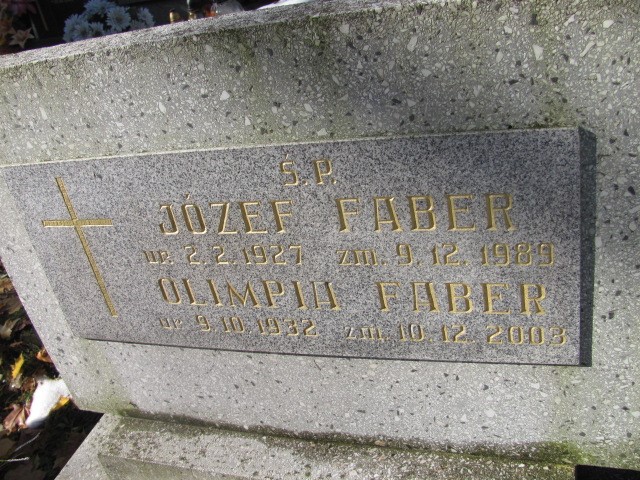 Ś.P.
JÓZEF FABER
ur. 2.2.1927 zm. 9.12.1989
OLIMPIA FABER
ur. 9.10.1932 zm. 10.12.2003